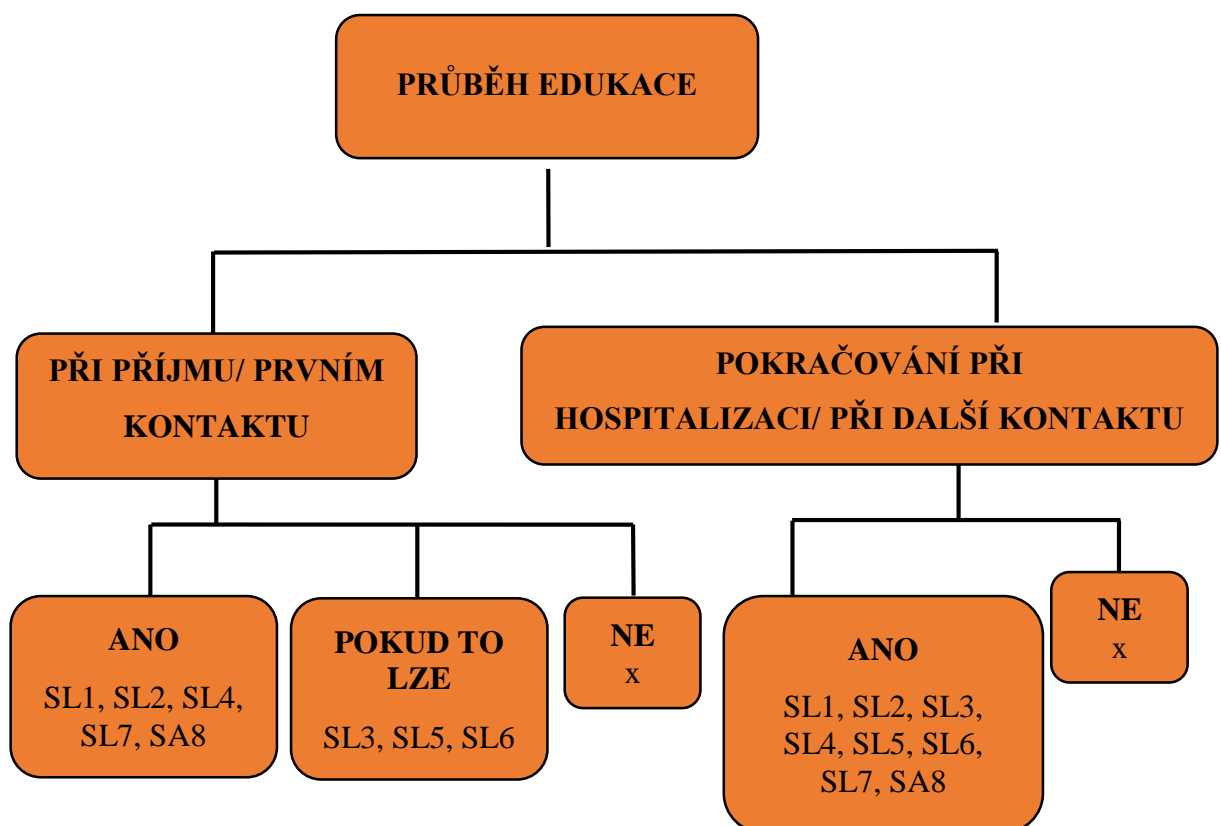 PRŮBĚH EDUKACE
PŘI PŘÍJMU/ PRVNÍM
KONTAKTU
POKRAČOVÁNÍ PŘI
HOSPITALIZACI/ PŘI DALŠÍ KONTAKTU
ANO
SL1, SL2, SL4,
SL7, SA8
POKUD TO
LZE
SL3, SL5, SL6
NE
x
ANO
SL1, SL2, SL3,
SL4, SL5, SL6,
SL7, SA8
NE
x